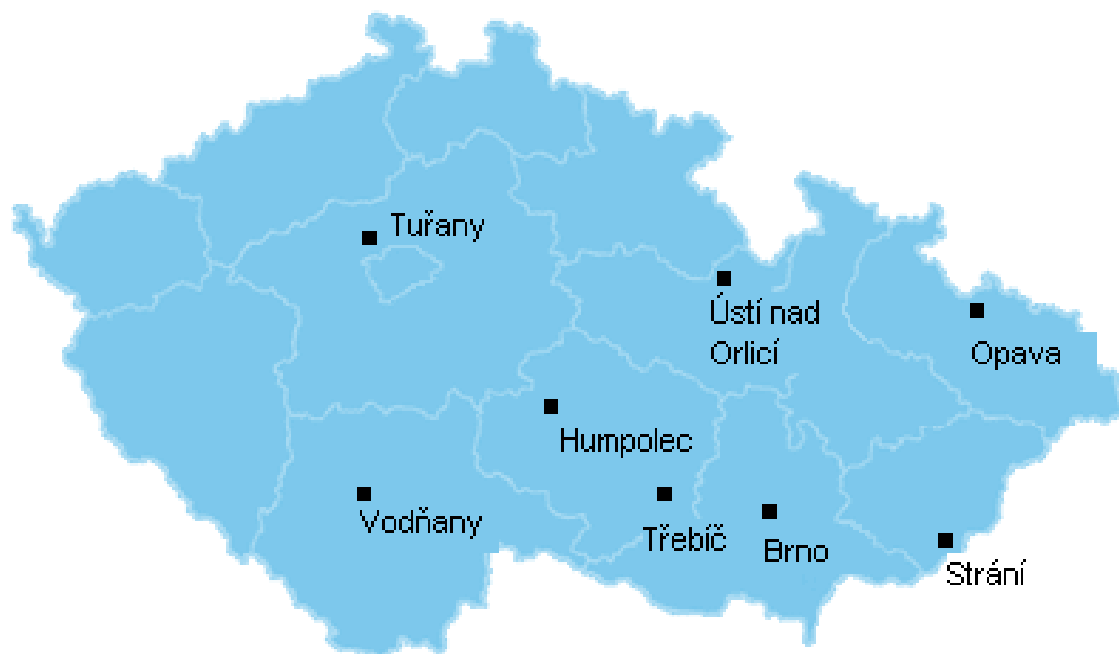 Tuřany
Ústí nad
Orlicí
Opava
Humpolec
Vodňany
Třebíč
Brno
Strání